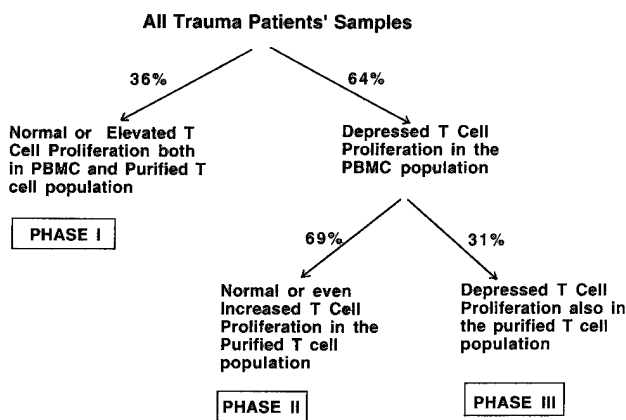 All Trauma Patients' Samples
36%
64%
Normal or Elevated T
Cell Proliferation both
in PBMC and Purified T
cell population
PHASE I
Depressed T Cell
Proliferation in the
PBMC population
69%
31%
Normal or even
Increased T Cell
Proliferation in the
Purified T cell
population
PHASE II
Depressed T Cell
Proliferation also in
the purified T cell
population
PHASE III